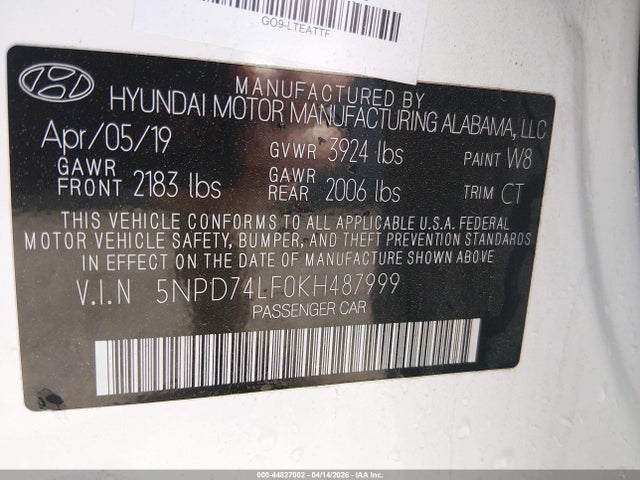 GO9-LTEATTF
MANUFACTURED BY
HYUNDAI MOTOR MANUFACTURING ALABAMA, LLC
Apr/05/19 GVWR 3924 lbs PAINT W8
GAWR FRONT 2183 lbs GAWR REAR 2006 lbs TRIM CT
THIS VEHICLE CONFORMS TO ALL APPLICABLE U.S.A. FEDERAL
MOTOR VEHICLE SAFETY, BUMPER, AND THEFT PREVENTION STANDARDS
IN EFFECT ON THE DATE OF MANUFACTURE SHOWN ABOVE
V.I.N 5NPD74LF0KH487999
PASSENGER CAR
000-44827002 - 04/14/2026 - IAA Inc.